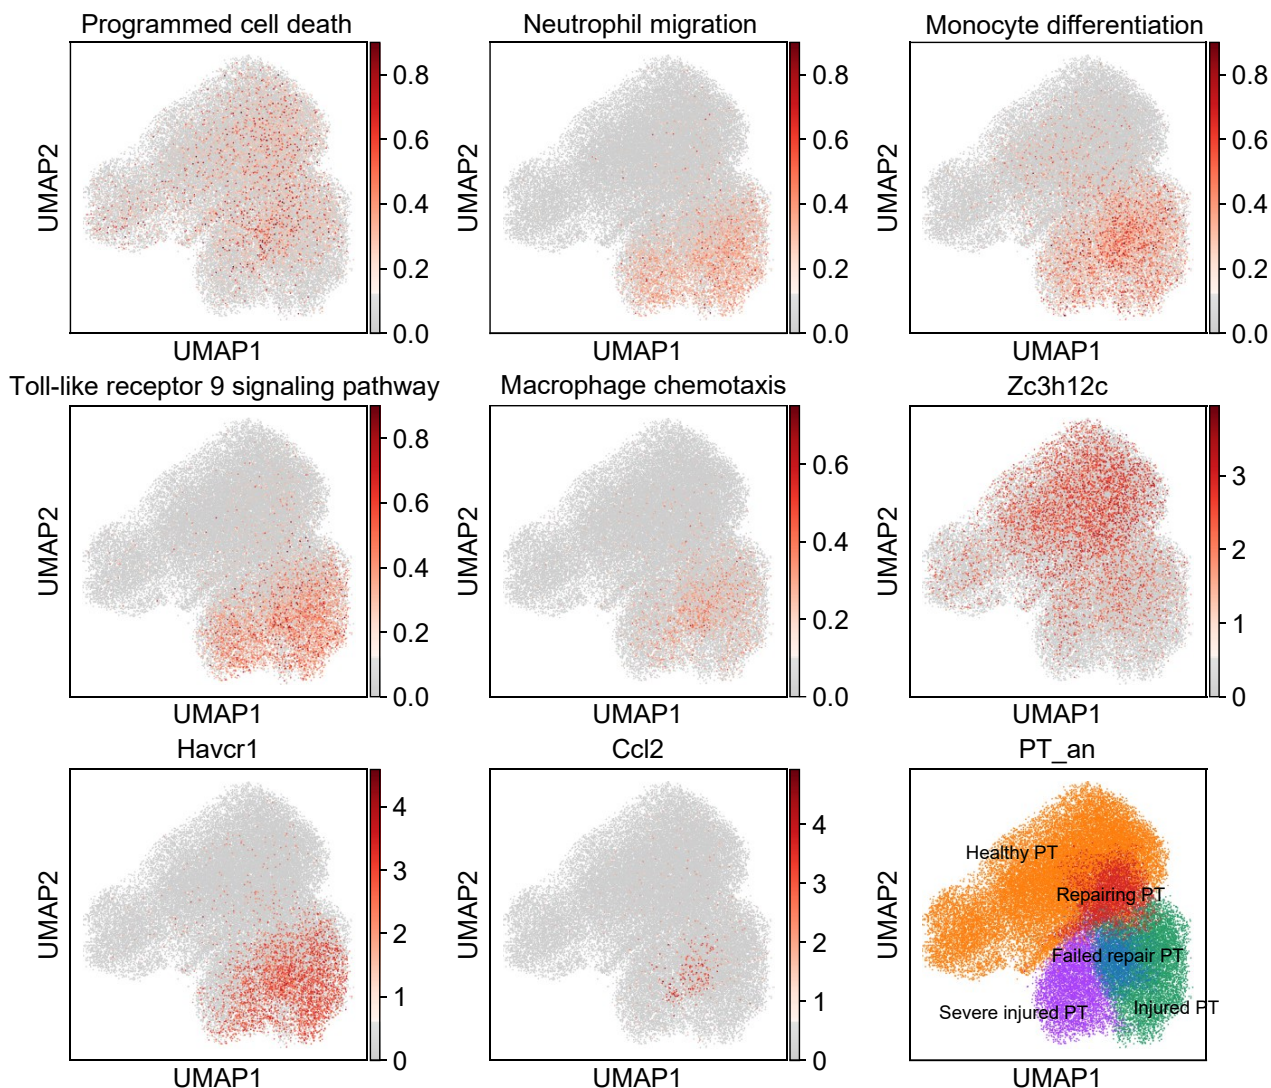 Programmed cell death
Neutrophil migration
Monocyte differentiation
UMAP2
0.8
0.6
0.4
0.2
0.0
UMAP1
UMAP2
0.8
0.6
0.4
0.2
0.0
UMAP1
UMAP2
0.8
0.6
0.4
0.2
0.0
UMAP1
Toll-like receptor 9 signaling pathway
Macrophage chemotaxis
Zc3h12c
UMAP2
0.8
0.6
0.4
0.2
0.0
UMAP1
UMAP2
0.6
0.4
0.2
0.0
UMAP1
UMAP2
3
2
1
0
UMAP1
Havcr1
Ccl2
PT_an
UMAP2
4
3
2
1
0
UMAP1
UMAP2
4
3
2
1
0
UMAP1
UMAP2
Healthy PT
Repairing PT
Failed repair PT
Severe injured PT
Injured PT
UMAP1